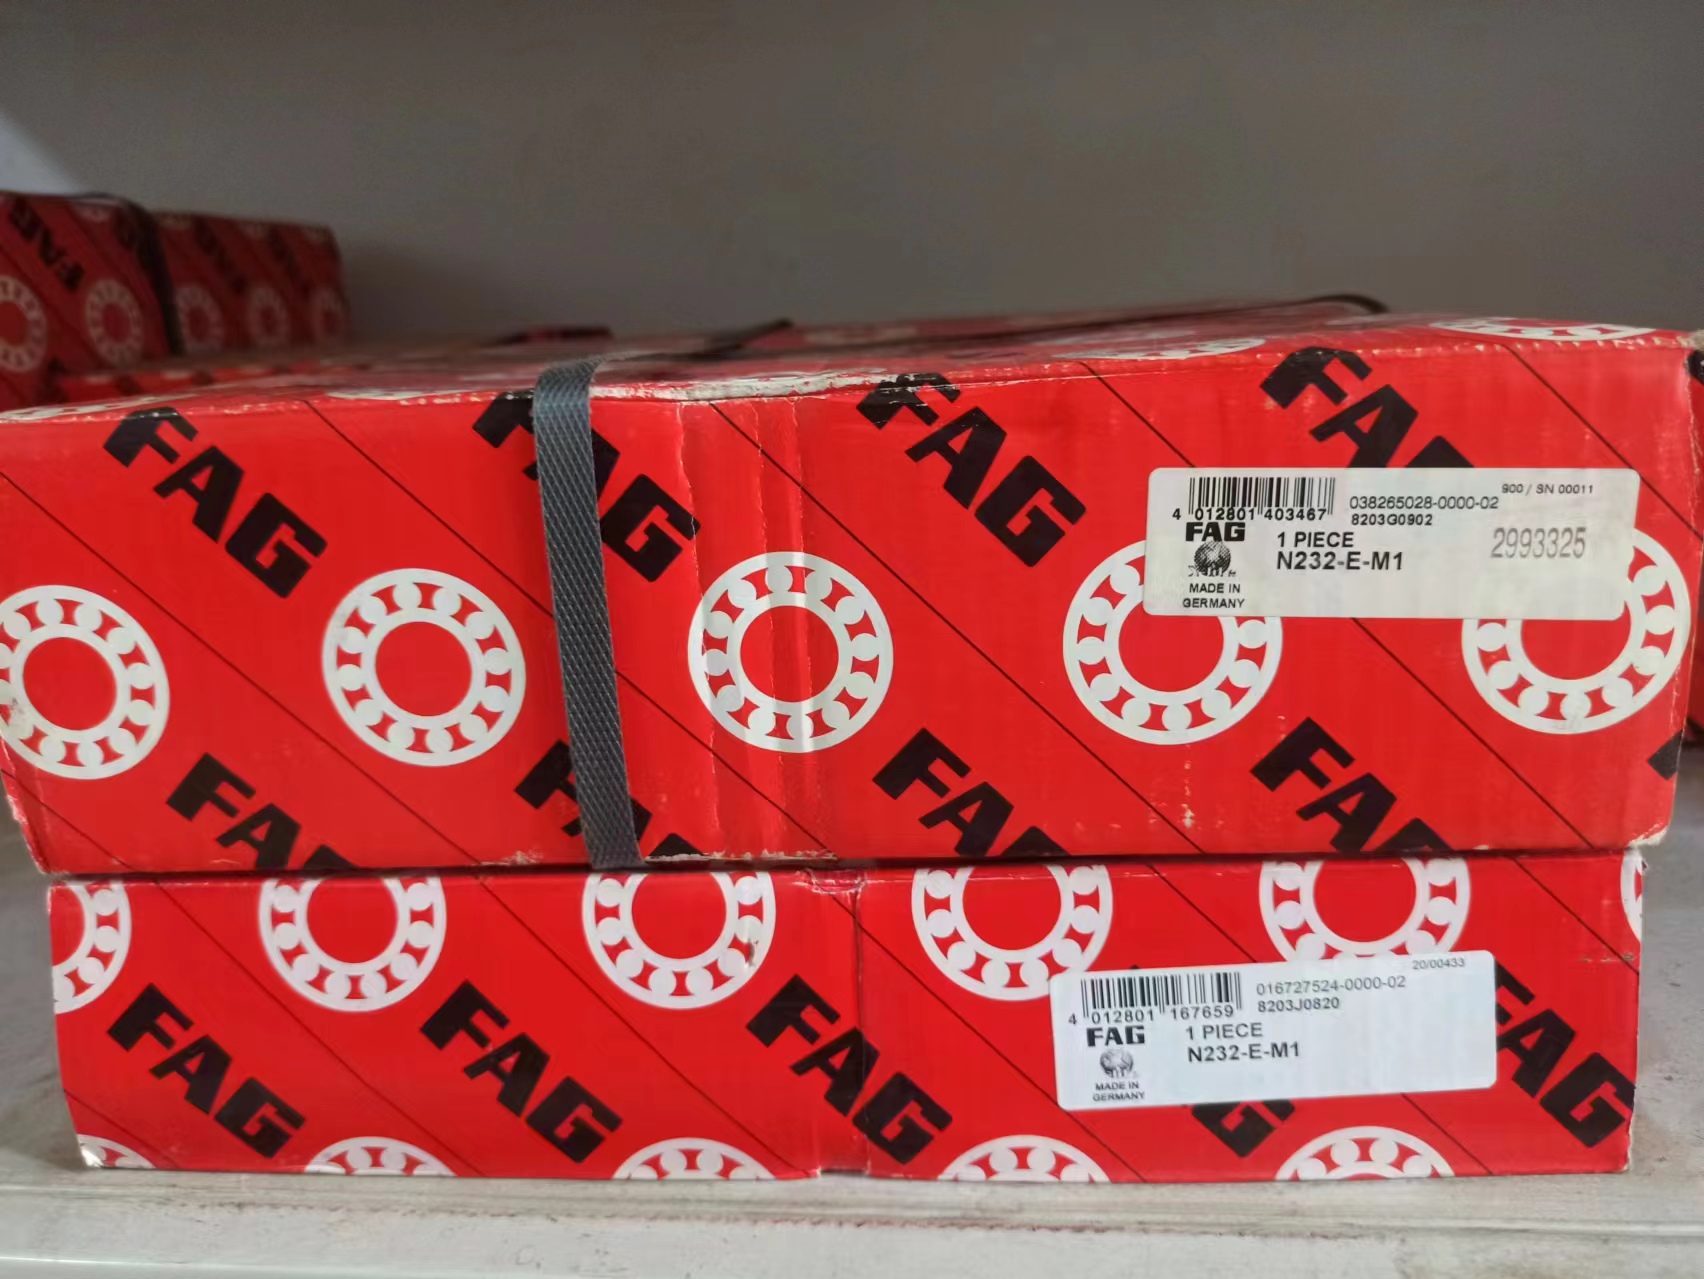 FAG
FAG
FAG FAG FAG FAG
900 / SN 00011
038265028-0000-02
4 012801 403467
8203G0902
FAG
1 PIECE
2993325
N232-E-M1
MADE IN
GERMANY
FAG FAG FAG FAG
20/00433
016727524-0000-02
4 012801 167659
8203J0820
FAG
1 PIECE
N232-E-M1
MADE IN
GERMANY
FAG FAG FAG FAG